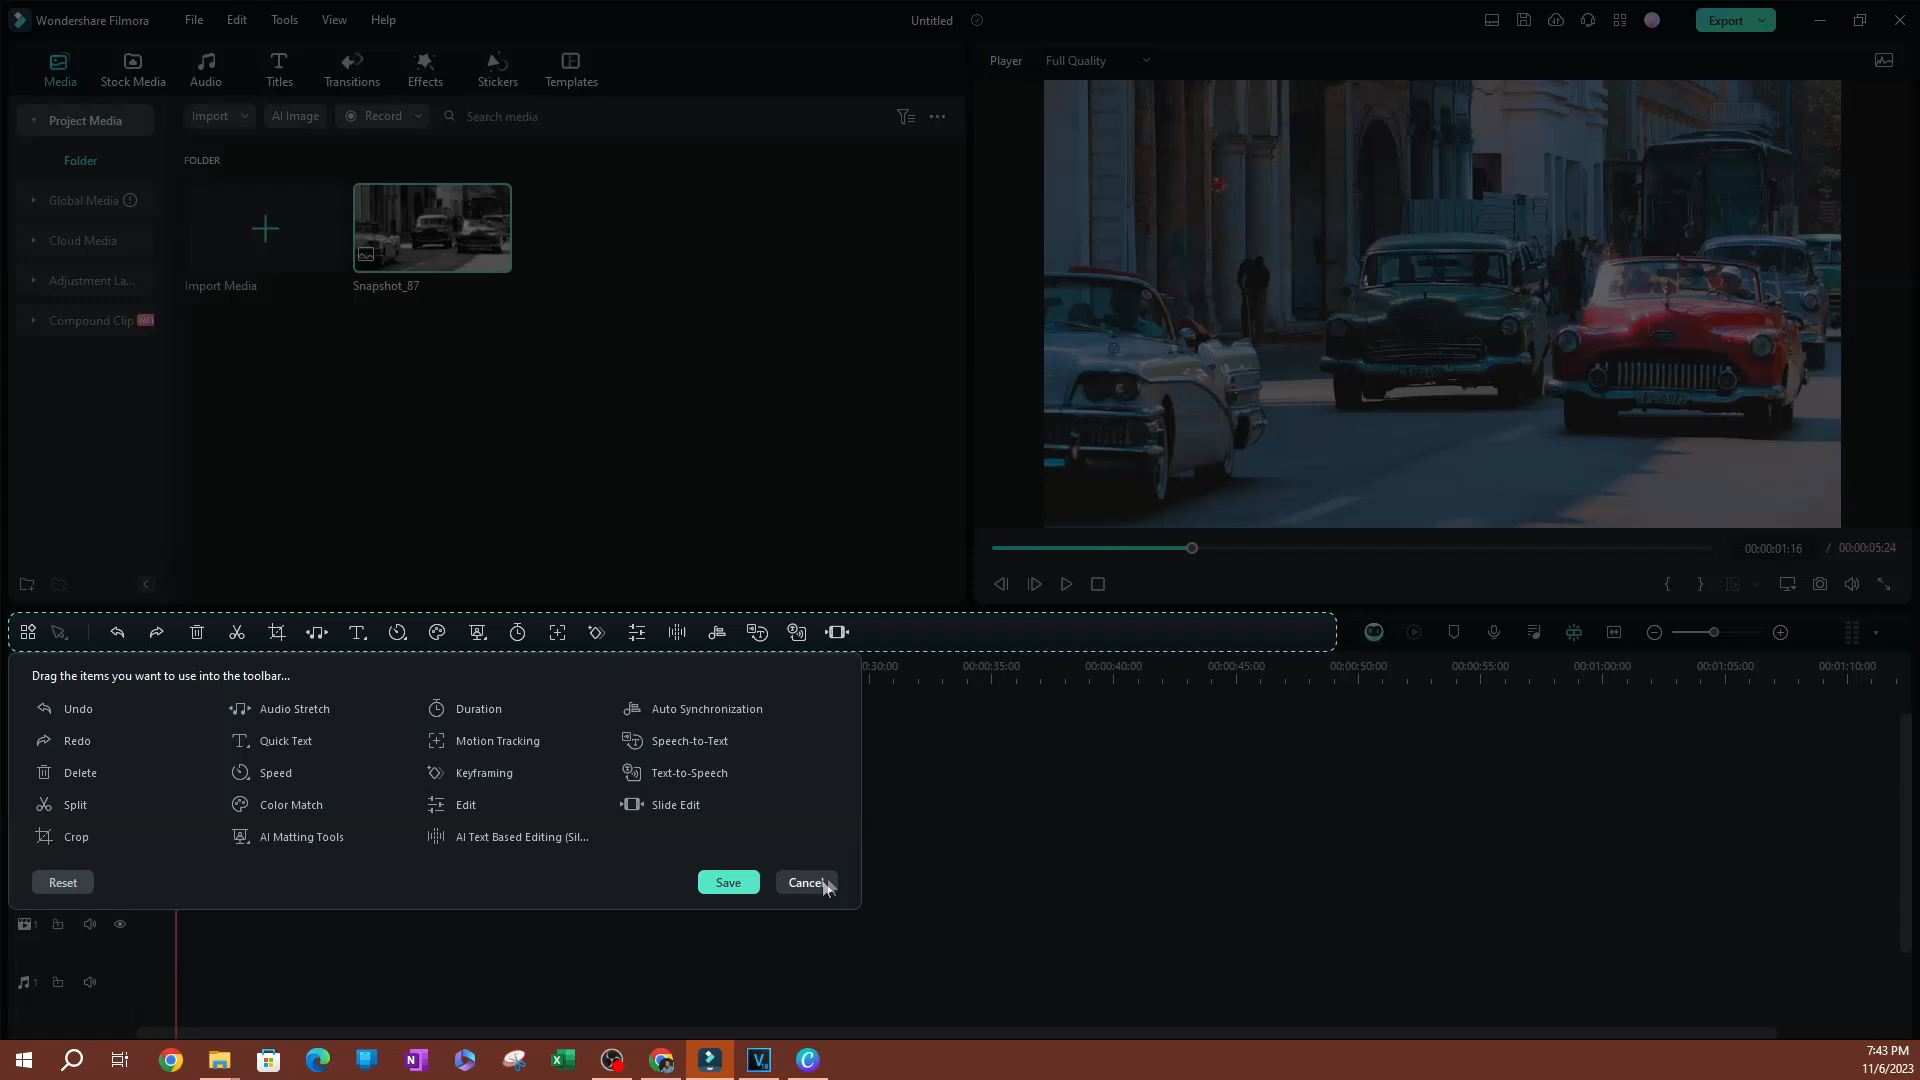 Wondershare Filmora File Edit Tools View Help Untitled Export
Media Stock Media Audio Titles Transitions Effects Stickers Templates
Player Full Quality
Project Media
Import AI Image Record Search media
Folder
FOLDER
Global Media
Cloud Media
Adjustment La...
Compound Clip
Import Media Snapshot_87
00:00:01:16 / 00:00:05:24
00:00:35:00 00:00:40:00 00:00:45:00 00:00:50:00 00:00:55:00 00:01:00:00 00:01:05:00 00:01:10:00
Drag the items you want to use into the toolbar...
Undo Audio Stretch Duration Auto Synchronization
Redo Quick Text Motion Tracking Speech-to-Text
Delete Speed Keyframing Text-to-Speech
Split Color Match Edit Slide Edit
Crop AI Matting Tools AI Text Based Editing (Sil...
Reset Save Cancel
1
1
7:43 PM
11/6/2023